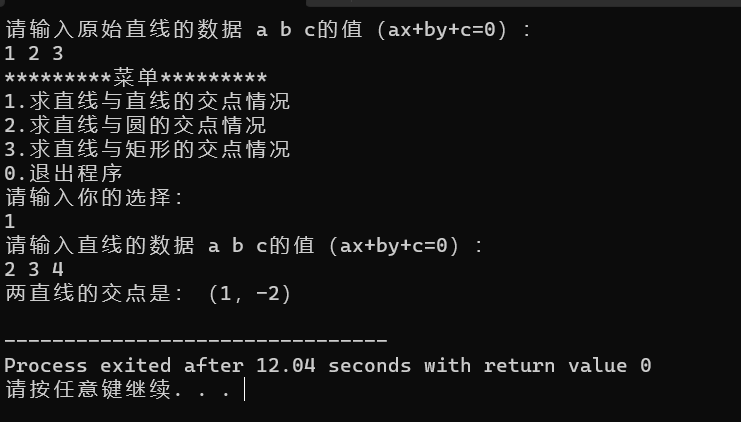 请输入原始直线的数据 a b c的值（ax+by+c=0）：
1 2 3
*********菜单*********
1.求直线与直线的交点情况
2.求直线与圆的交点情况
3.求直线与矩形的交点情况
0.退出程序
请输入你的选择：
1
请输入直线的数据 a b c的值（ax+by+c=0）：
2 3 4
两直线的交点是：（1，-2）
--------------------------------
Process exited after 12.04 seconds with return value 0
请按任意键继续. . .